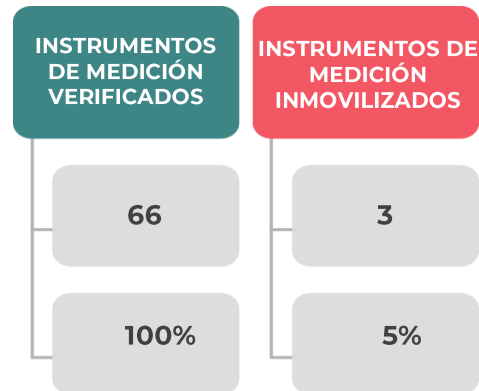 INSTRUMENTOS
DE MEDICIÓN
VERIFICADOS
66
100%
INSTRUMENTOS DE
MEDICIÓN
INMOVILIZADOS
3
5%